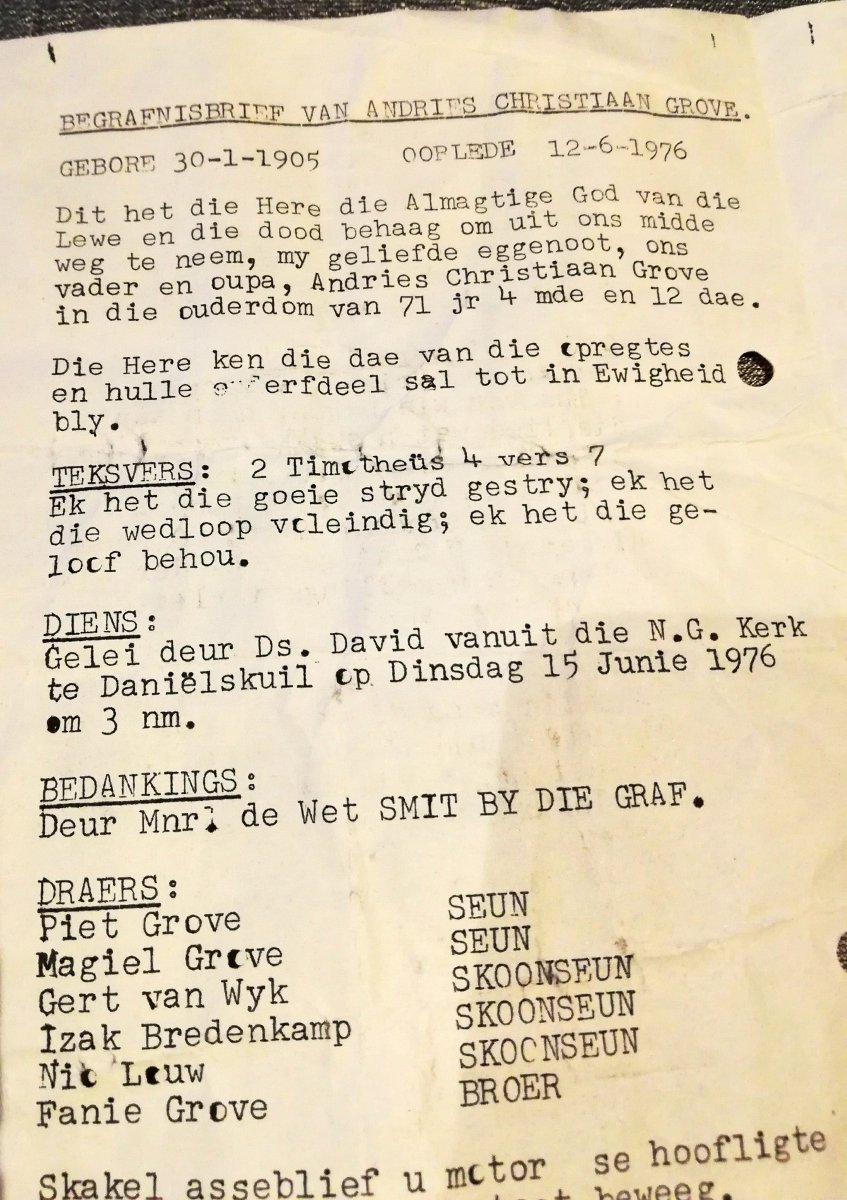 BEGRAFNISBRIEF VAN ANDRIES CHRISTIAAN GROVE.
GEBORE 30-1-1905 OORLEDE 12-6-1976
Dit het die Here die Almagtige God van die
Lewe en die dood behaag om uit ons midde
weg te neem, my geliefde eggenoot, ons
vader en oupa, Andries Christiaan Grove
in die ouderdom van 71 jr 4 mde en 12 dae.
Die Here ken die dae van die opregtes
en hulle erfdeel sal tot in Ewigheid
bly.
TEKSVERS: 2 Timotheüs 4 vers 7
Ek het die goeie stryd gestry; ek het
die wedloop voleindig; ek het die ge-
loof behou.
DIENS:
Gelei deur Ds. David vanuit die N.G. Kerk
te Daniëlskuil op Dinsdag 15 Junie 1976
om 3 nm.
BEDANKINGS:
Deur Mnr. de Wet SMIT BY DIE GRAF.
DRAERS:
Piet Grove SEUN
Magiel Grove SEUN
Gert van Wyk SKOONSEUN
Izak Bredenkamp SKOONSEUN
Nic Louw SKOONSEUN
Fanie Grove BROER
Skakel asseblief u motor se hoofligte
beweeg.